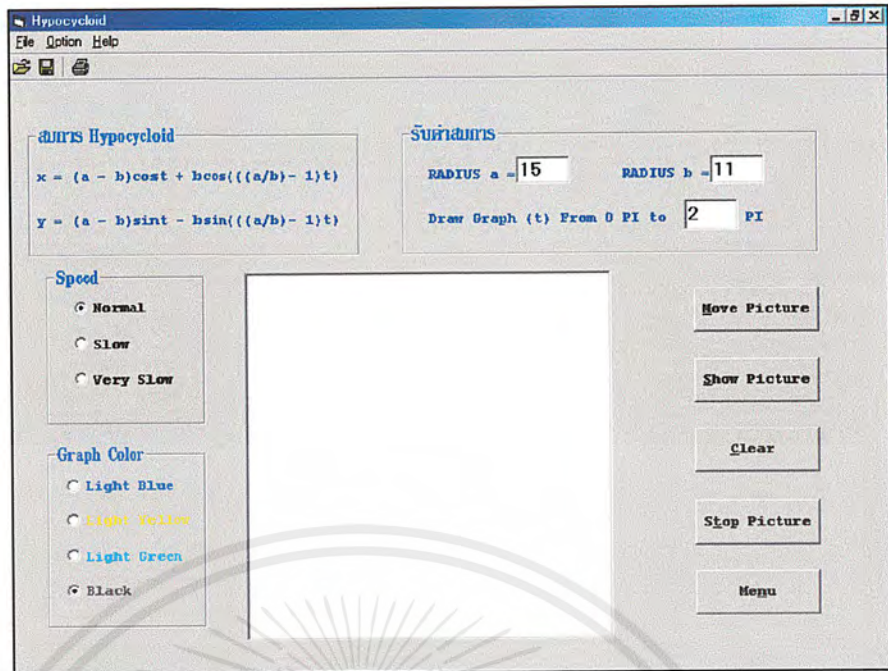 Hypocycloid
File Option Help
สมการ Hypocycloid
x = (a - b)cost + bcos(((a/b)- 1)t)
y = (a - b)sint - bsin(((a/b)- 1)t)
รับค่าสมการ
RADIUS a = 15 RADIUS b = 11
Draw Graph (t) From 0 PI to 2 PI
Speed
Normal
Slow
Very Slow
Graph Color
Light Blue
Light Yellow
Light Green
Black
Move Picture
Show Picture
Clear
Stop Picture
Menu